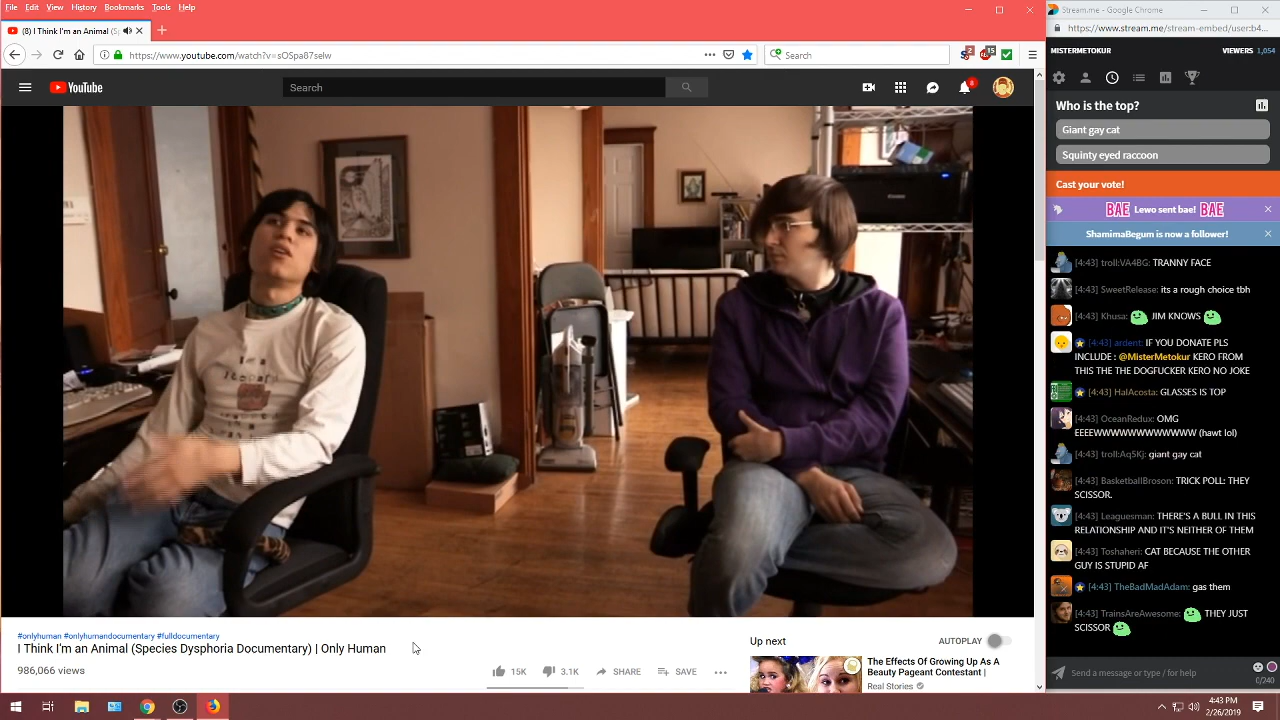 File Edit View History Bookmarks Tools Help
(8) I Think I'm an Animal (S
https://www.youtube.com/watch?v=sOSpa87selw
Search
2
15
YouTube
Search
8
#onlyhuman #onlyhumandocumentary #fulldocumentary
I Think I'm an Animal (Species Dysphoria Documentary) | Only Human
986,066 views
15K
3.1K
SHARE
SAVE
Up next
AUTOPLAY
The Effects Of Growing Up As A
Beauty Pageant Contestant |
Real Stories
Stream.me - Google Chrome
https://www.stream.me/stream-embed/user:b4...
MISTERMETOKUR
VIEWERS 1,054
Who is the top?
Giant gay cat
Squinty eyed raccoon
Cast your vote!
BAE Lewo sent bae! BAE
ShamimaBegum is now a follower!
[4:43] troll:VA4BG: TRANNY FACE
[4:43] SweetRelease: its a rough choice tbh
[4:43] Khusa: JIM KNOWS
[4:43] ardent: IF YOU DONATE PLS
INCLUDE : @MisterMetokur KERO FROM
THIS THE THE DOGFUCKER KERO NO JOKE
[4:43] HalAcosta: GLASSES IS TOP
[4:43] OceanRedux: OMG
EEEEWWWWWWWWWWWW (hawt lol)
[4:43] troll:Aq5Kj: giant gay cat
[4:43] BasketballBroson: TRICK POLL: THEY
SCISSOR.
[4:43] Leaguesman: THERE'S A BULL IN THIS
RELATIONSHIP AND IT'S NEITHER OF THEM
[4:43] Toshaheri: CAT BECAUSE THE OTHER
GUY IS STUPID AF
[4:43] TheBadMadAdam: gas them
[4:43] TrainsAreAwesome: THEY JUST
SCISSOR
Send a message or type / for help
0/240
4:43 PM
2/26/2019